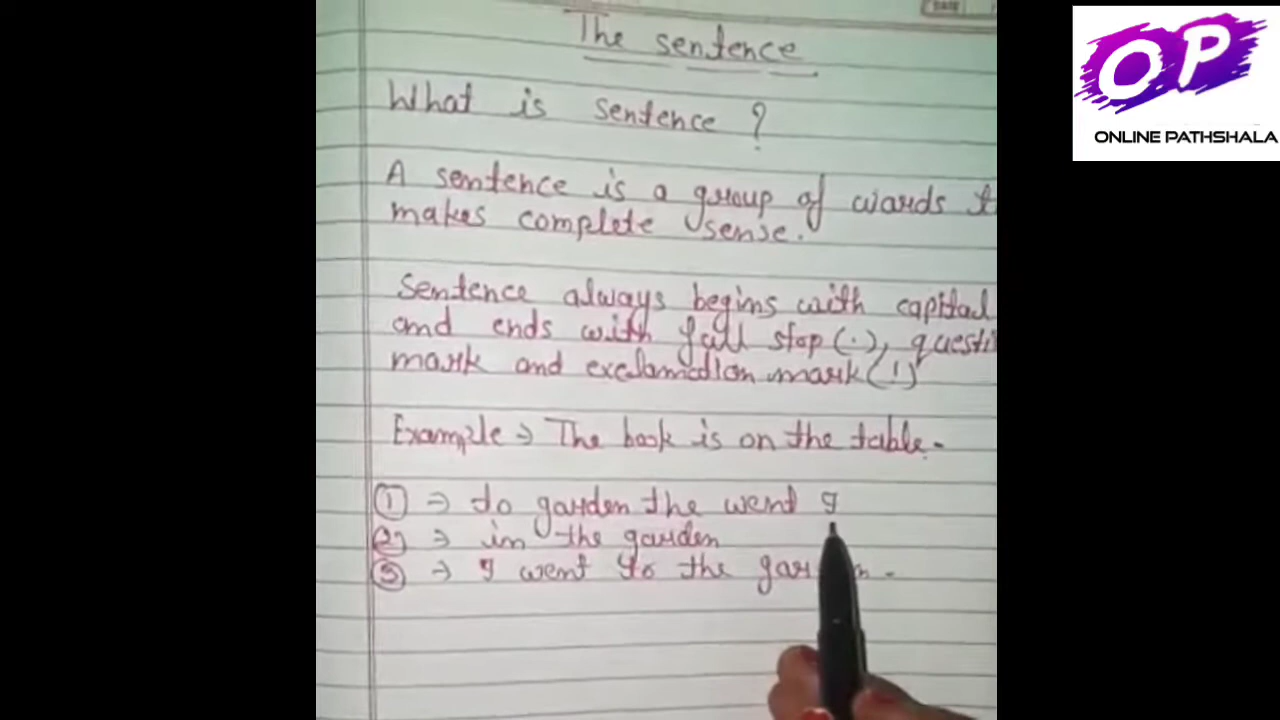 DATE
OP
ONLINE PATHSHALA
The sentence
What is sentence ?
A sentence is a group of words
makes complete sense.
Sentence always begins with capital
and ends with full stop (.),
mark and exclamation mark (!)
Example → The book is on the table.
① ⇒ to garden the went I
② ⇒ in the garden
③ ⇒ I went to the